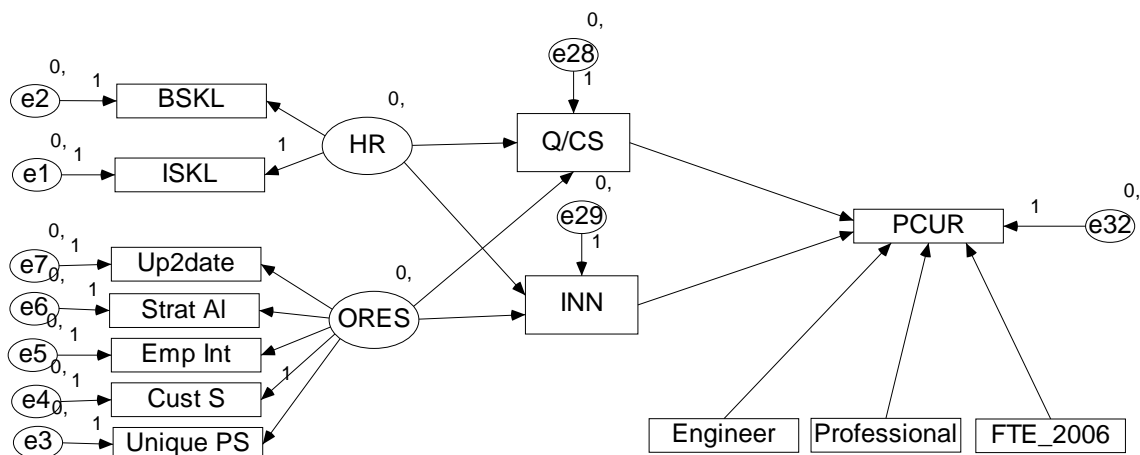 0,
e28
1
0,
e2
1
BSKL
0,
HR
Q/CS
0,
e1
1
ISKL
1
0,
e29
1
0,
e32
1
PCUR
0,
e7
1
Up2date
0,
e6
1
Strat Al
0,
ORES
INN
0,
e5
1
Emp Int
0,
e4
1
Cust S
1
0,
e3
1
Unique PS
Engineer
Professional
FTE_2006